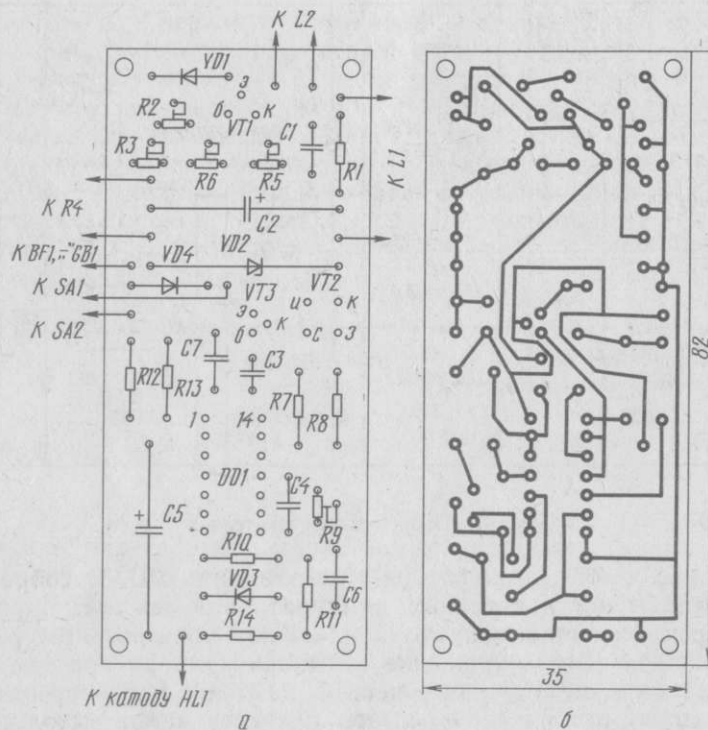 К L2
VD1
э
R2
б
к
VT1
C1
R3
R6
R5
R1
К L1
К R4
+
C2
VD2
К BF1, "-"GB1
VD4
VT2
К SA1
VT3
и
к
э
К SA2
к
б
с
З
C7
C3
R12
R13
R7
R8
1
14
DD1
C4
+
C5
R9
R10
VD3
C6
R14
R11
К катоду HL1
82
35
а
б